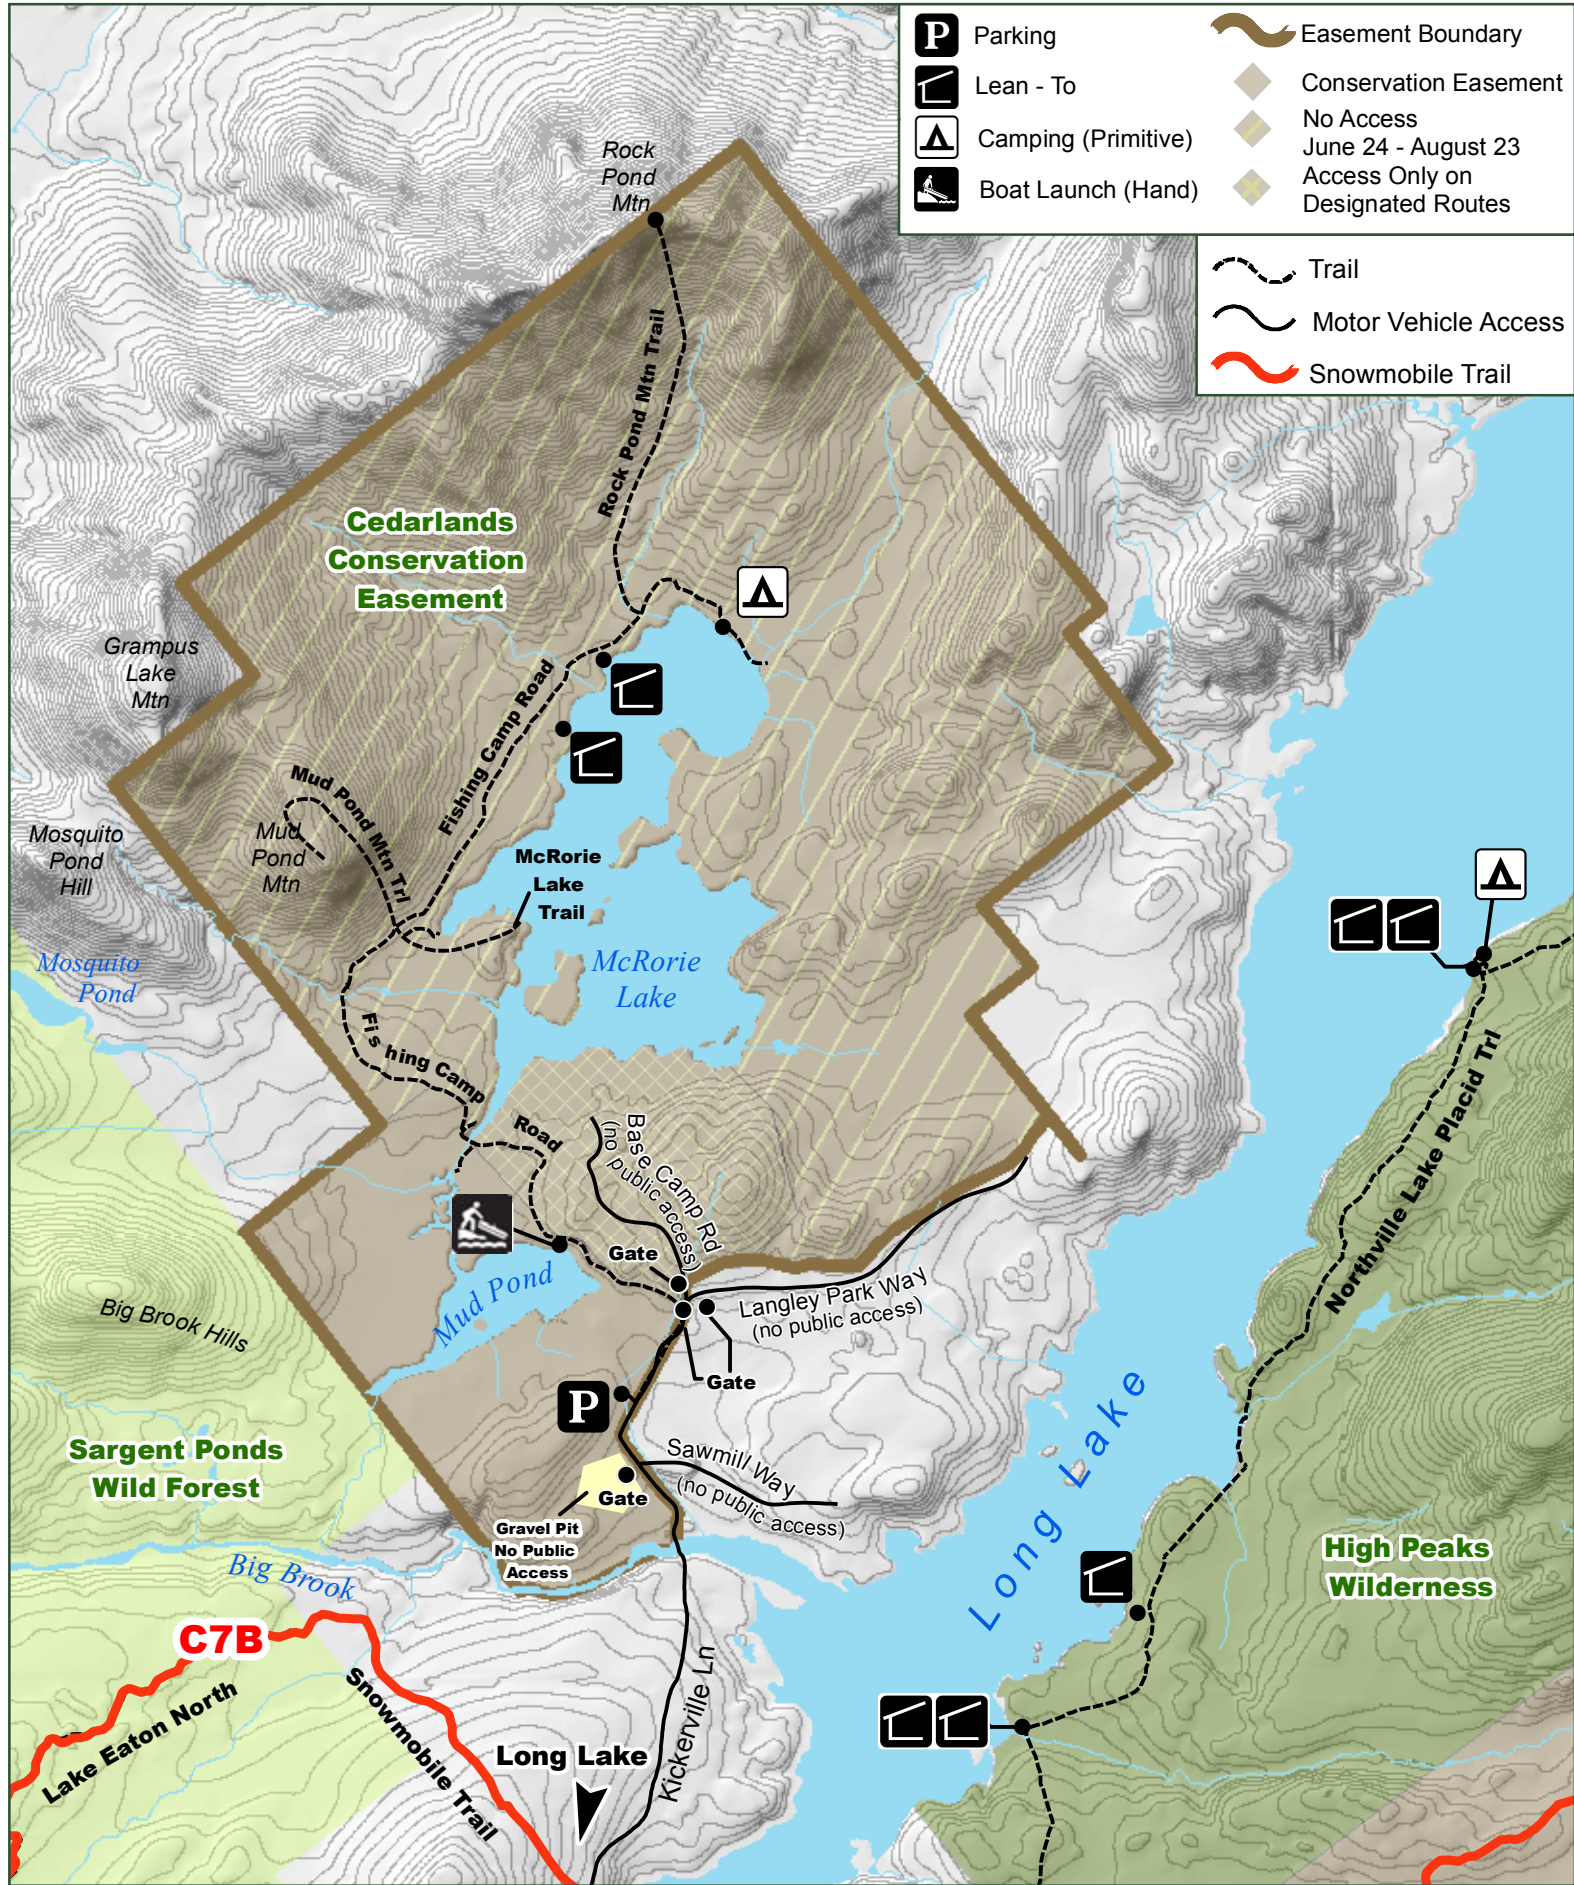 P Parking
Lean - To
Camping (Primitive)
Boat Launch (Hand)
Easement Boundary
Conservation Easement
No Access
June 24 - August 23
Access Only on
Designated Routes
Trail
Motor Vehicle Access
Snowmobile Trail
Rock
Pond
Mtn
Rock Pond Mtn Trail
Cedarlands
Conservation
Easement
Grampus
Lake
Mtn
Fishing Camp Road
Mud Pond Mtn Trl
Mud
Pond
Mtn
Mosquito
Pond
Hill
McRorie
Lake
Trail
McRorie
Lake
Mosquito
Pond
Fishing Camp
Road
Base Camp Rd
(no public access)
Gate
Mud Pond
Langley Park Way
(no public access)
Gate
Big Brook Hills
P
Sawmill Way
(no public access)
Gate
Gravel Pit
No Public
Access
Sargent Ponds
Wild Forest
Big Brook
C7B
Lake Eaton North
Snowmobile Trail
Long Lake
Kickerville Ln
Long Lake
Northville Lake Placid Trl
High Peaks
Wilderness